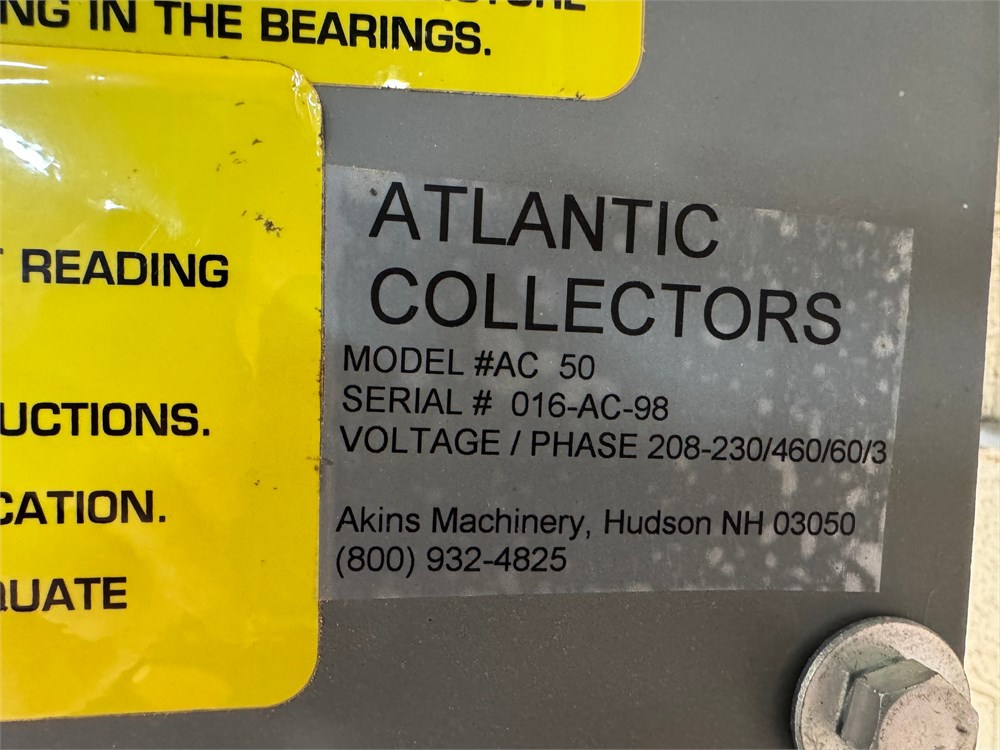 NG IN THE BEARINGS.
READING
UCTIONS.
CATION.
QUATE
ATLANTIC
COLLECTORS
MODEL #AC 50
SERIAL # 016-AC-98
VOLTAGE / PHASE 208-230/460/60/3
Akins Machinery, Hudson NH 03050
(800) 932-4825